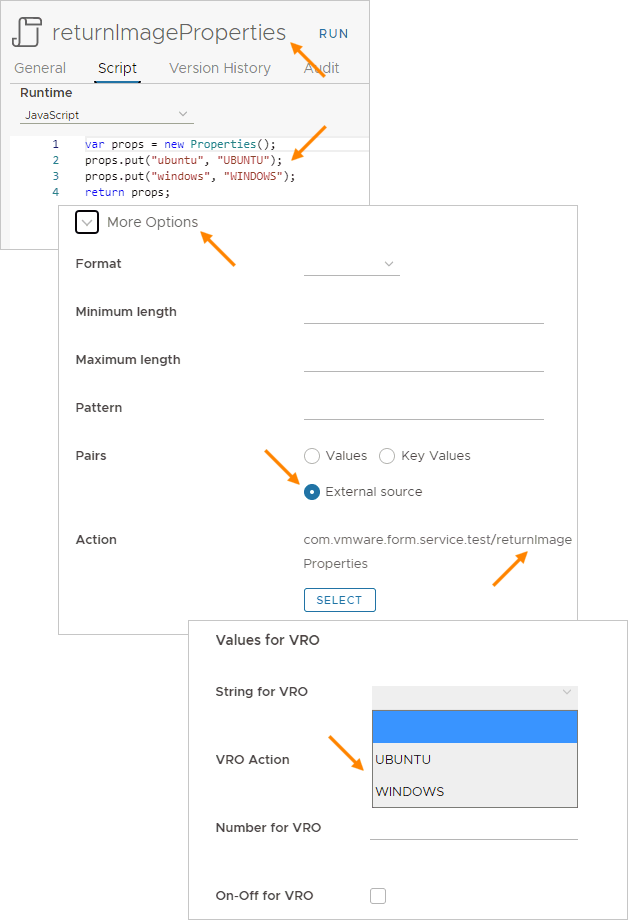 returnImageProperties RUN
General Script Version History Audit
Runtime
JavaScript
1 var props = new Properties();
2 props.put("ubuntu", "UBUNTU");
3 props.put("windows", "WINDOWS");
4 return props;
More Options
Format
Minimum length
Maximum length
Pattern
Pairs Values Key Values
External source
Action com.vmware.form.service.test/returnImage
Properties
SELECT
Values for VRO
String for VRO
VRO Action UBUNTU
WINDOWS
Number for VRO
On-Off for VRO